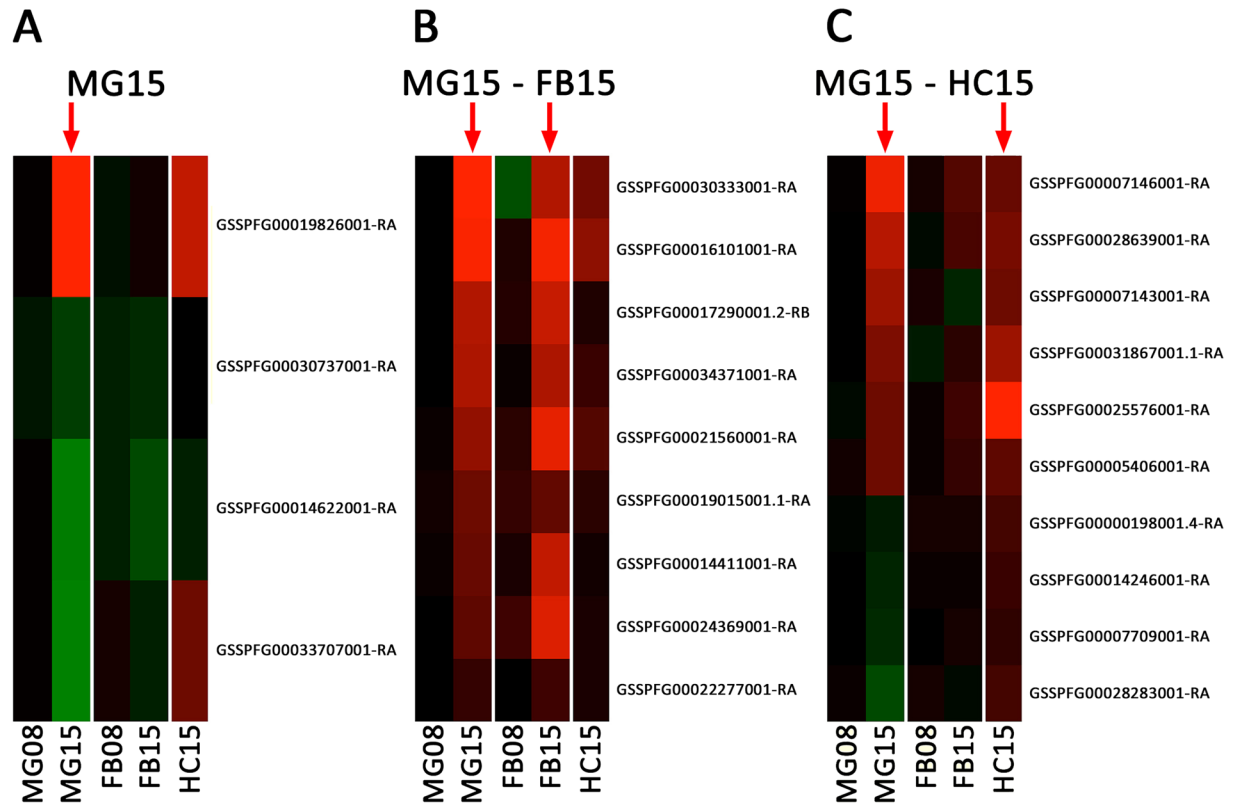 A
B
C
MG15
MG15 - FB15
MG15 - HC15
GSSPFG00019826001-RA
GSSPFG00030737001-RA
GSSPFG00014622001-RA
GSSPFG00033707001-RA
MG08
MG15
FB08
FB15
HC15
GSSPFG00030333001-RA
GSSPFG00016101001-RA
GSSPFG00017290001.2-RB
GSSPFG00034371001-RA
GSSPFG00021560001-RA
GSSPFG00019015001.1-RA
GSSPFG00014411001-RA
GSSPFG00024369001-RA
GSSPFG00022277001-RA
MG08
MG15
FB08
FB15
HC15
GSSPFG00007146001-RA
GSSPFG00028639001-RA
GSSPFG00007143001-RA
GSSPFG00031867001.1-RA
GSSPFG00025576001-RA
GSSPFG00005406001-RA
GSSPFG00000198001.4-RA
GSSPFG00014246001-RA
GSSPFG00007709001-RA
GSSPFG00028283001-RA
MG08
MG15
FB08
FB15
HC15